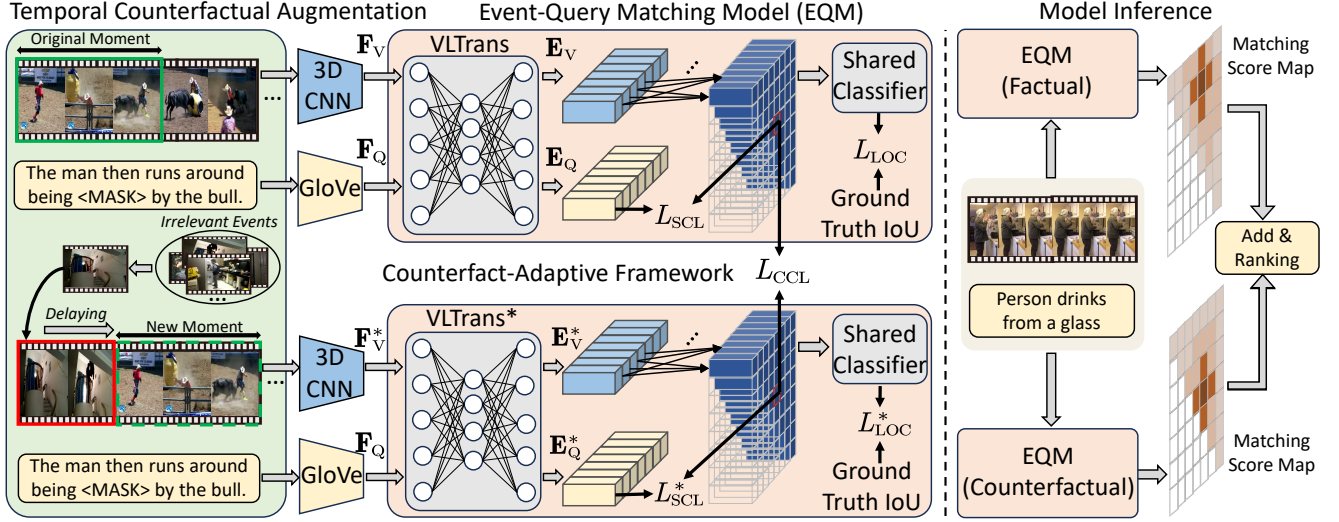 Temporal Counterfactual Augmentation
Event-Query Matching Model (EQM)
Model Inference
Original Moment
The man then runs around
being <MASK> by the bull.
Irrelevant Events
Delaying
New Moment
The man then runs around
being <MASK> by the bull.
3D
CNN
GloVe
3D
CNN
GloVe
F_V
F_Q
F*_V
F_Q
VLTrans
E_V
E_Q
L_SCL
Shared
Classifier
L_LOC
Ground
Truth IoU
L_CCL
Counterfact-Adaptive Framework
VLTrans*
E*_V
E*_Q
L*_SCL
Shared
Classifier
L*_LOC
Ground
Truth IoU
EQM
(Factual)
Matching
Score Map
Person drinks
from a glass
Add &
Ranking
EQM
(Counterfactual)
Matching
Score Map